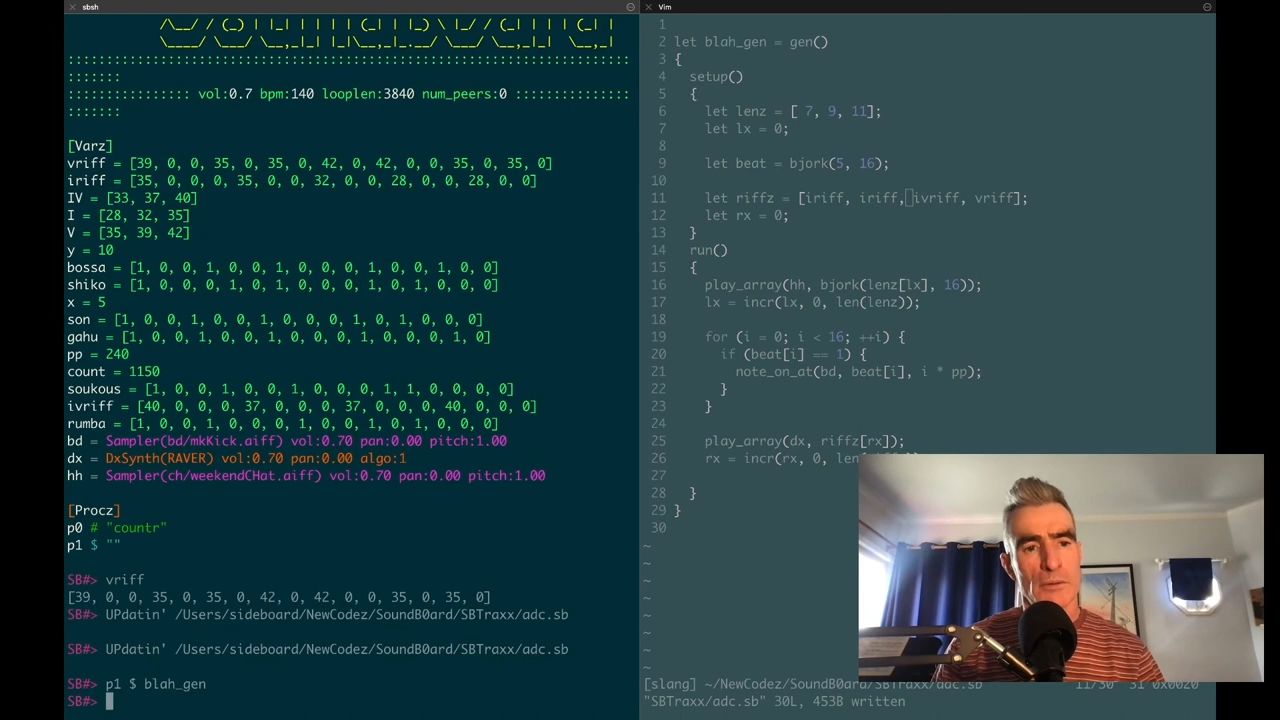 sbsh
vol:0.7 bpm:140 looplen:3840 num_peers:0
[Varz]
vriff = [39, 0, 0, 35, 0, 35, 0, 42, 0, 42, 0, 0, 35, 0, 35, 0]
iriff = [35, 0, 0, 0, 35, 0, 0, 32, 0, 0, 28, 0, 0, 28, 0, 0]
IV = [33, 37, 40]
I = [28, 32, 35]
V = [35, 39, 42]
y = 10
bossa = [1, 0, 0, 1, 0, 0, 1, 0, 0, 0, 1, 0, 0, 1, 0, 0]
shiko = [1, 0, 0, 0, 1, 0, 1, 0, 0, 0, 1, 0, 1, 0, 0, 0]
x = 5
son = [1, 0, 0, 1, 0, 0, 1, 0, 0, 0, 1, 0, 1, 0, 0, 0]
gahu = [1, 0, 0, 1, 0, 0, 1, 0, 0, 0, 1, 0, 0, 0, 1, 0]
pp = 240
count = 1150
soukous = [1, 0, 0, 1, 0, 0, 1, 0, 0, 0, 1, 1, 0, 0, 0, 0]
ivriff = [40, 0, 0, 0, 37, 0, 0, 0, 37, 0, 0, 0, 40, 0, 0, 0]
rumba = [1, 0, 0, 1, 0, 0, 0, 1, 0, 0, 1, 0, 1, 0, 0, 0]
bd = Sampler(bd/mkKick.aiff) vol:0.70 pan:0.00 pitch:1.00
dx = DxSynth(RAVER) vol:0.70 pan:0.00 algo:1
hh = Sampler(ch/weekendCHat.aiff) vol:0.70 pan:0.00 pitch:1.00
[Procz]
p0 # "countr"
p1 $ ""
SB#> vriff
[39, 0, 0, 35, 0, 35, 0, 42, 0, 42, 0, 0, 35, 0, 35, 0]
SB#> UPdatin' /Users/sideboard/NewCodez/SoundB0ard/SBTraxx/adc.sb
SB#> UPdatin' /Users/sideboard/NewCodez/SoundB0ard/SBTraxx/adc.sb
SB#> p1 $ blah_gen
SB#>
Vim
1
2 let blah_gen = gen()
3 {
4 setup()
5 {
6 let lenz = [ 7, 9, 11];
7 let lx = 0;
8
9 let beat = bjork(5, 16);
10
11 let riffz = [iriff, iriff, ivriff, vriff];
12 let rx = 0;
13 }
14 run()
15 {
16 play_array(hh, bjork(lenz[lx], 16));
17 lx = incr(lx, 0, len(lenz));
18
19 for (i = 0; i < 16; ++i) {
20 if (beat[i] == 1) {
21 note_on_at(bd, beat[i], i * pp);
22 }
23 }
24
25 play_array(dx, riffz[rx]);
26 rx = incr(rx, 0, len
27
28 }
29 }
30
~
~
~
~
~
~
~
~
[slang] ~/NewCodez/SoundB0ard/SBTraxx/adc.sb 11/30 31 0x0020
"SBTraxx/adc.sb" 30L, 453B written